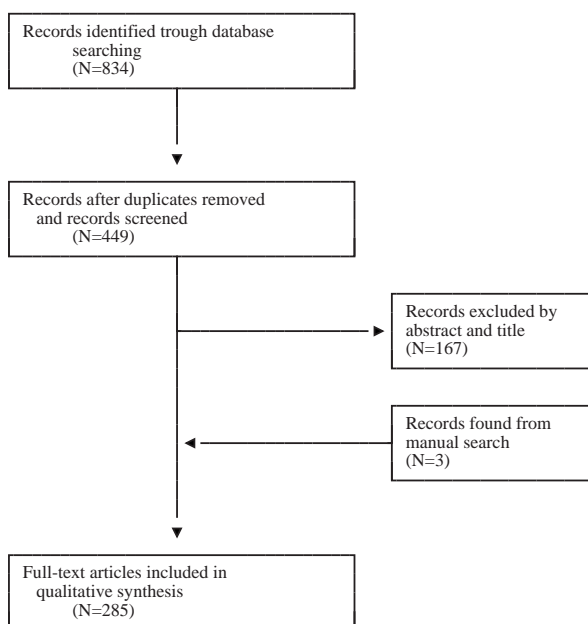 Records identified trough database
searching
(N=834)
Records after duplicates removed
and records screened
(N=449)
Records excluded by
abstract and title
(N=167)
Records found from
manual search
(N=3)
Full-text articles included in
qualitative synthesis
(N=285)